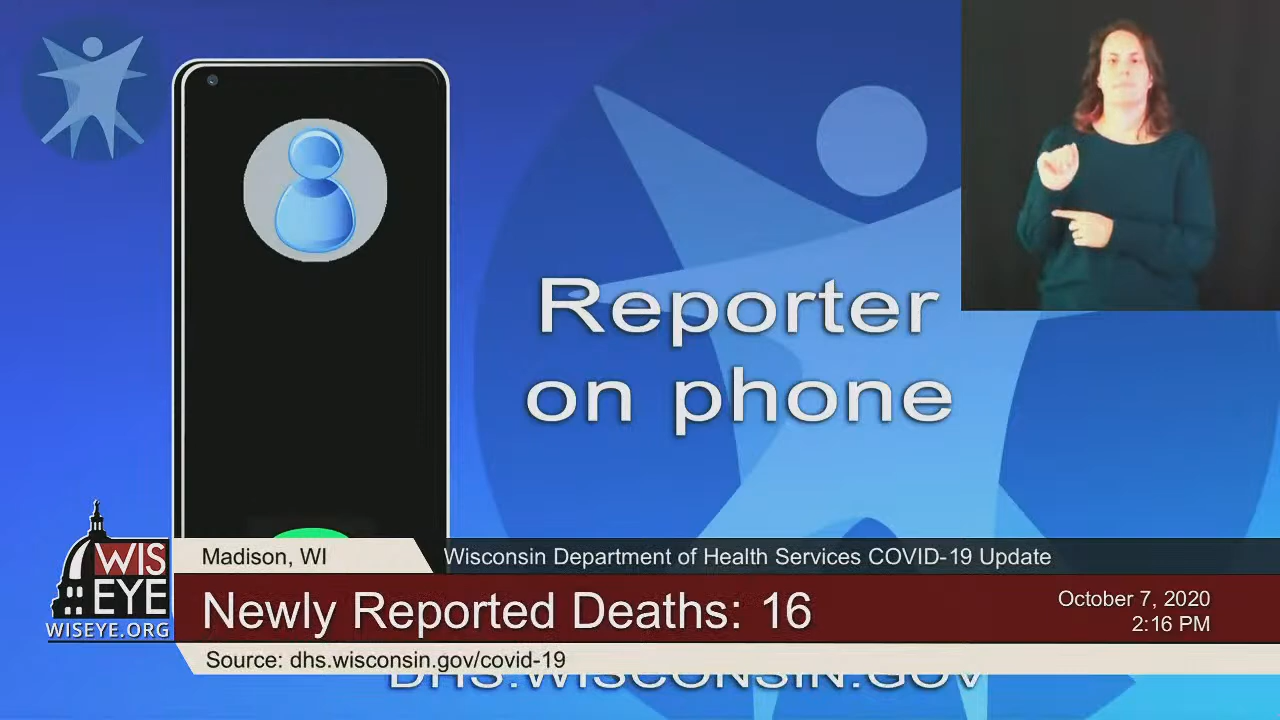 Reporter
on phone
Madison, WI
Wisconsin Department of Health Services COVID-19 Update
WIS
EYE
WISEYE.ORG
Newly Reported Deaths: 16
October 7, 2020
2:16 PM
Source: dhs.wisconsin.gov/covid-19
DHS.WISCONSIN.GOV